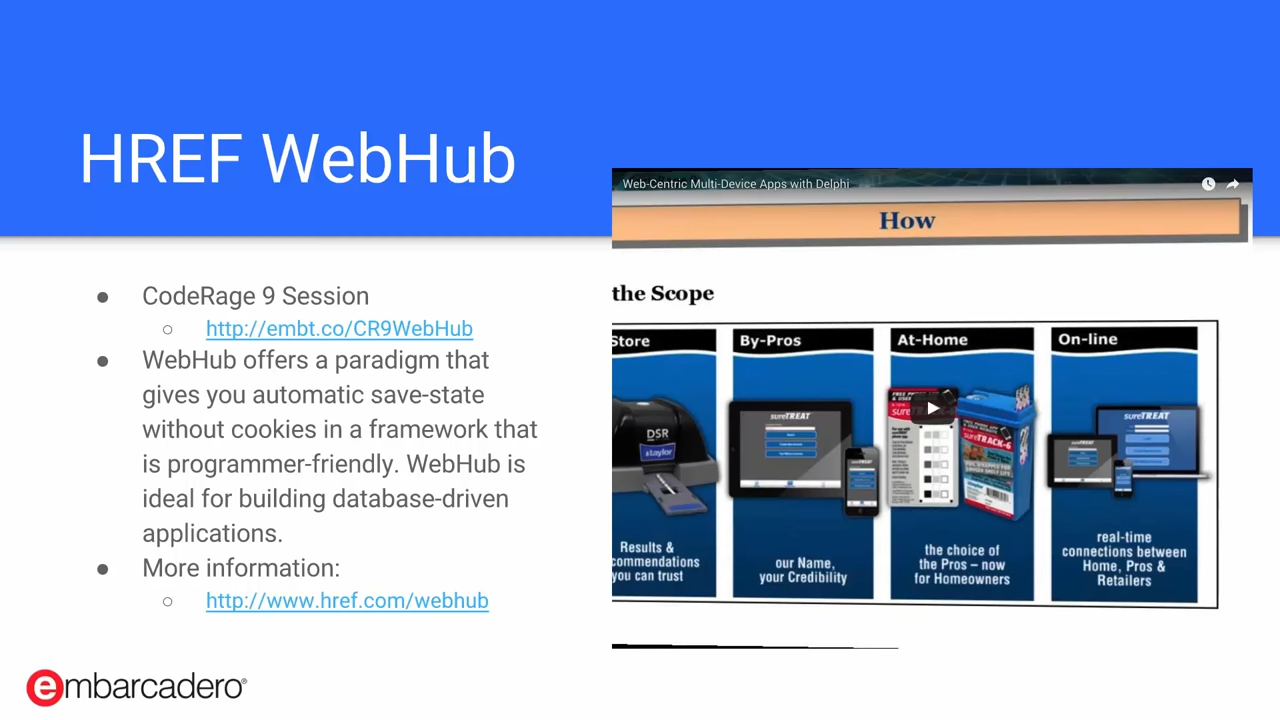 HREF WebHub
● CodeRage 9 Session
○ http://embt.co/CR9WebHub
● WebHub offers a paradigm that
gives you automatic save-state
without cookies in a framework that
is programmer-friendly. WebHub is
ideal for building database-driven
applications.
● More information:
○ http://www.href.com/webhub
embarcadero®
Web-Centric Multi-Device Apps with Delphi
How
the Scope
Store
DSR
taylor
Results &
commendations
you can trust
By-Pros
sureTREAT
our Name,
your Credibility
At-Home
sureTRACK-6
the choice of
the Pros – now
for Homeowners
On-line
sureTREAT
real-time
connections between
Home, Pros &
Retailers